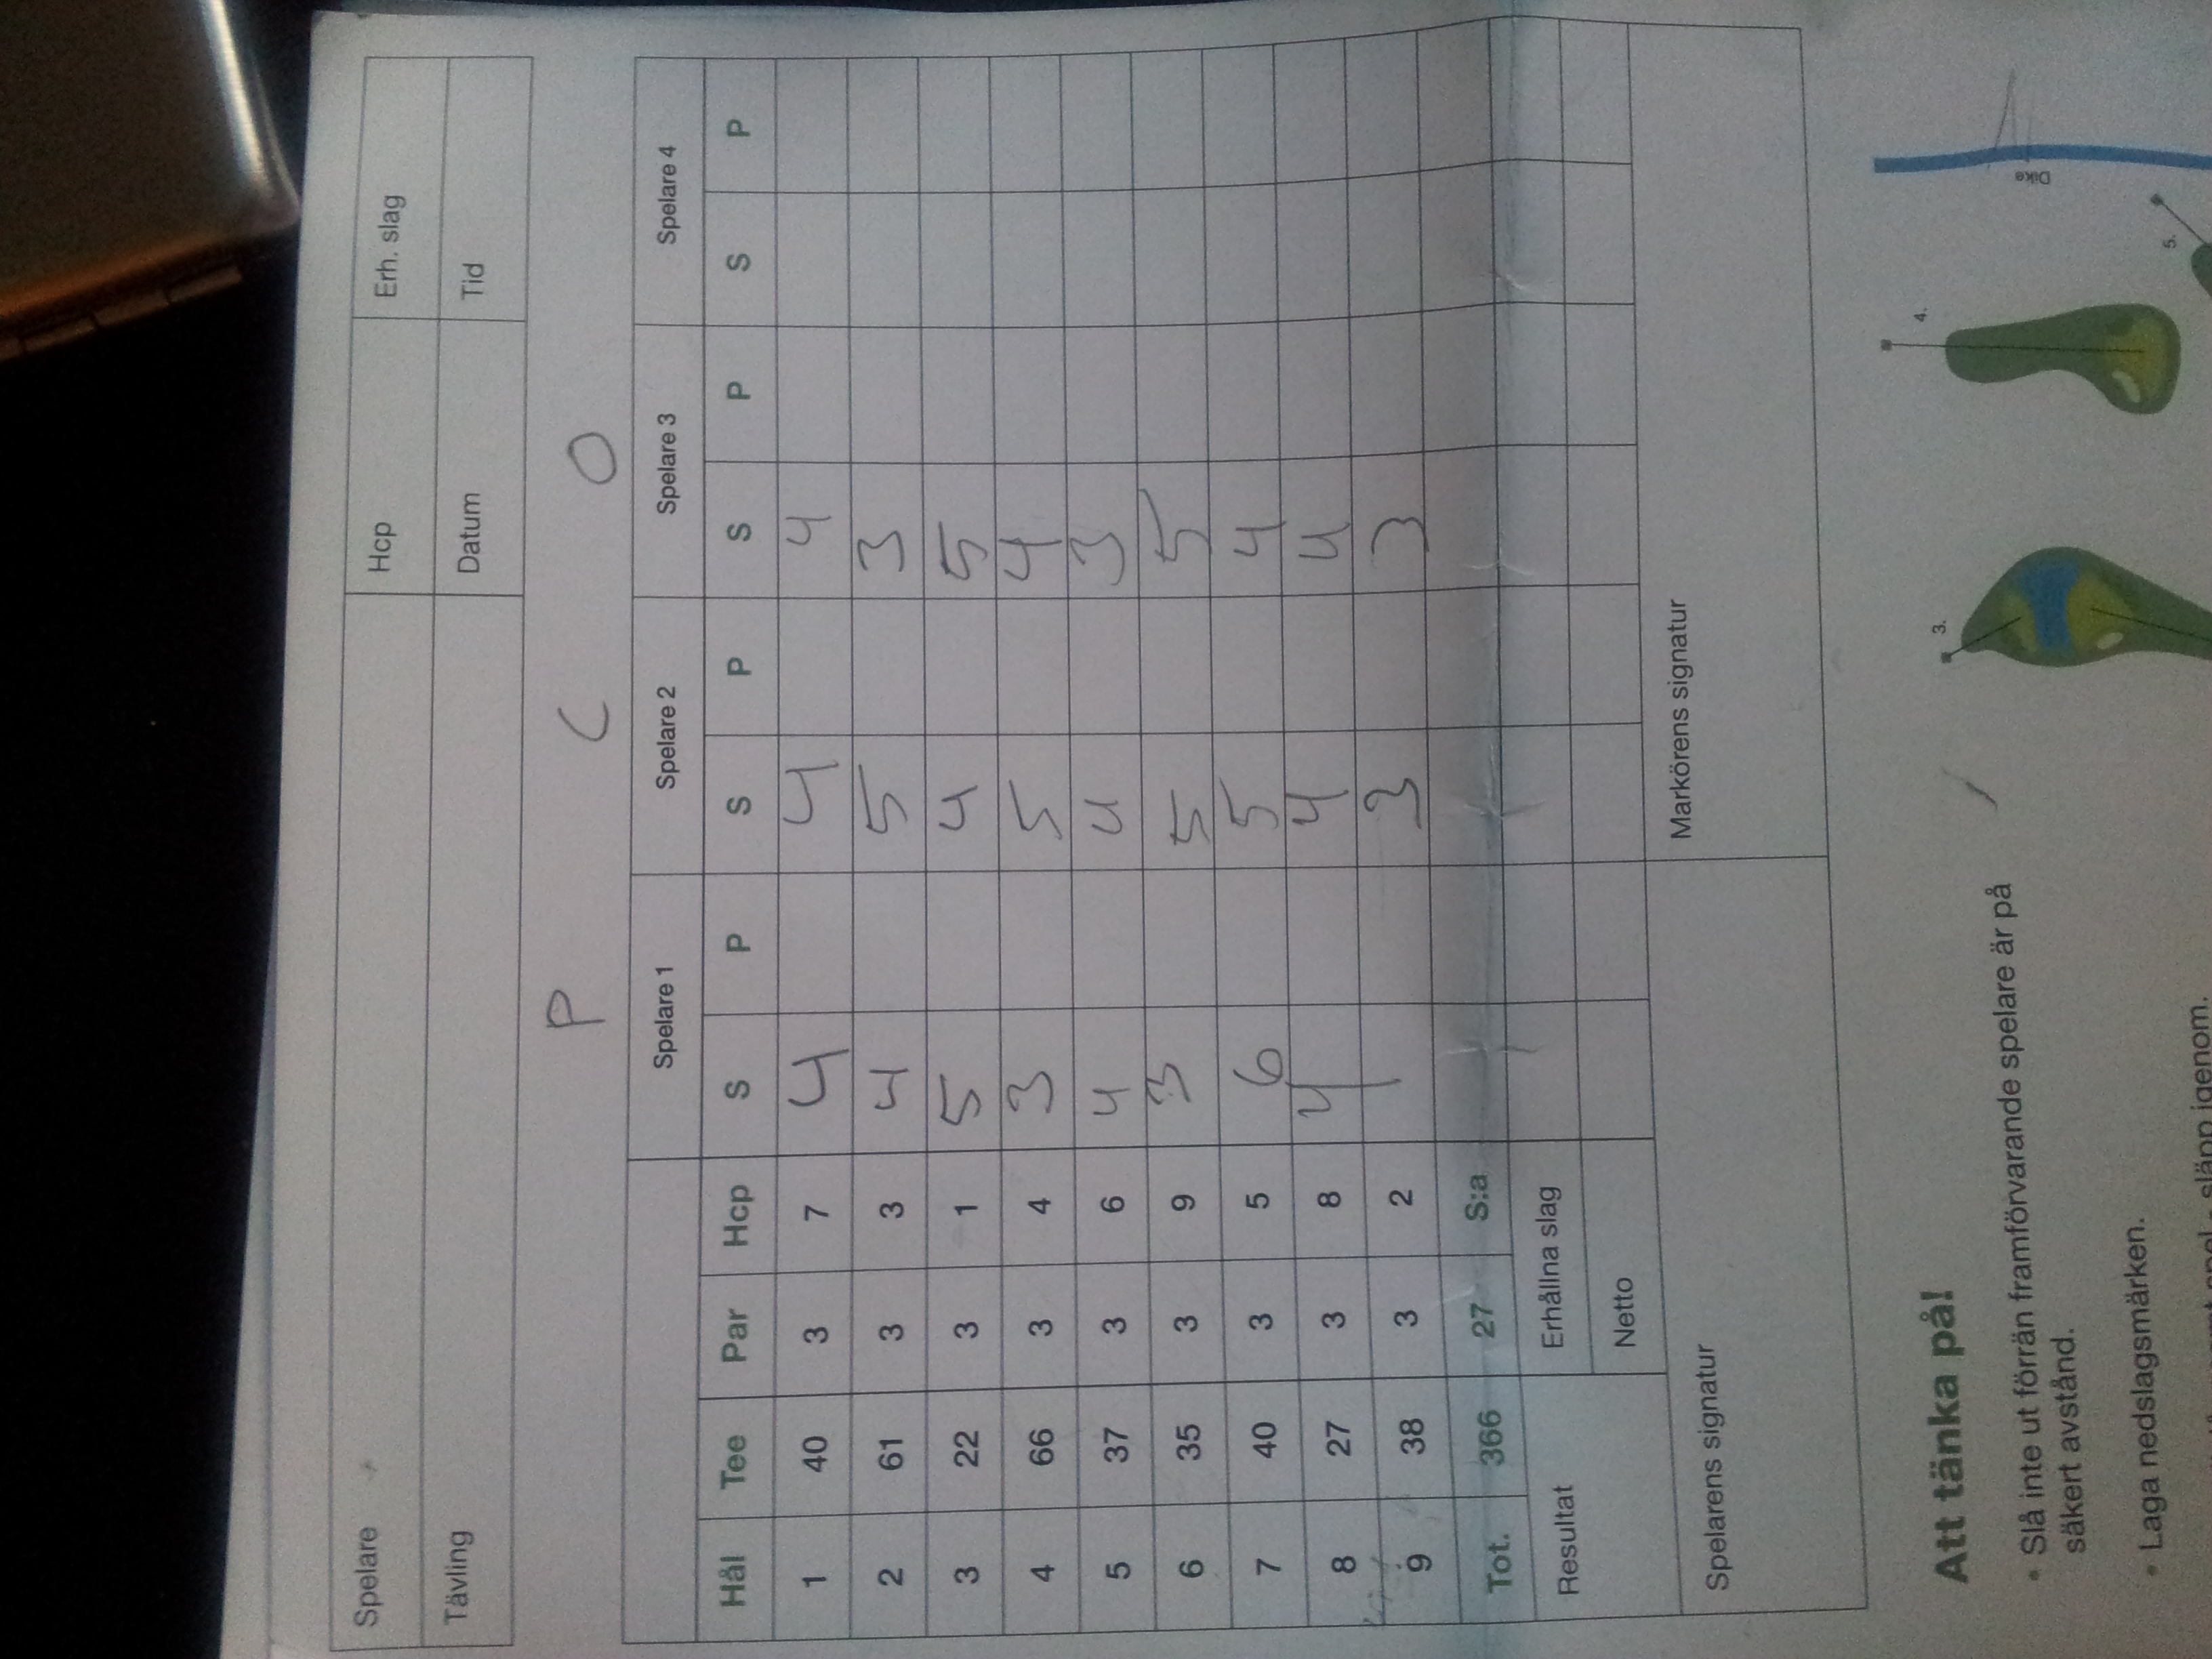 Spelare Hcp Erh. slag
Tävling Datum Tid
P C O
Spelare 1 Spelare 2 Spelare 3 Spelare 4
Hål Tee Par Hcp S P S P S P S P
1 40 3 7 4 4 4
2 61 3 3 4 5 3
3 22 3 1 5 4 5
4 66 3 4 3 5 4
5 37 3 6 4 4 3
6 35 3 9 3 5 5
7 40 3 5 6 5 4
8 27 3 8 4 4 4
9 38 3 2 1 3 3
Tot. 366 27 S:a
Resultat Erhållna slag
Netto
Spelarens signatur Markörens signatur
Att tänka på!
• Slå inte ut förrän framförvarande spelare är på
säkert avstånd.
• Laga nedslagsmärken.
släpp igenom.
3.
4.
5.
Dike